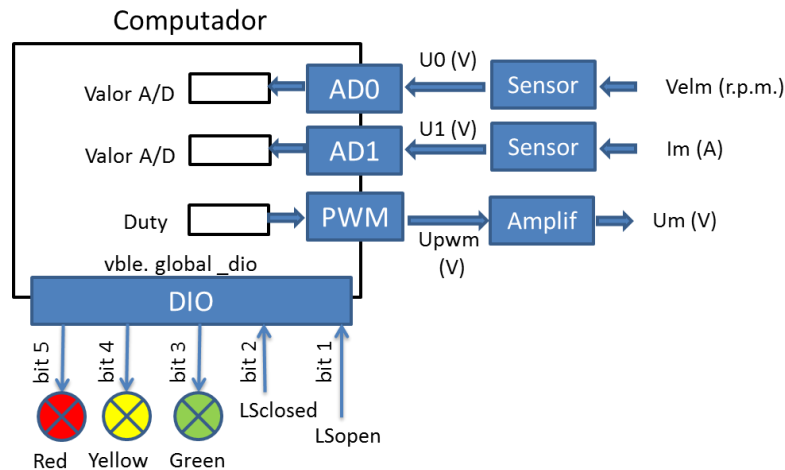 Computador
Valor A/D
AD0
U0 (V)
Sensor
Velm (r.p.m.)
Valor A/D
AD1
U1 (V)
Sensor
Im (A)
Duty
PWM
Upwm
(V)
Amplif
Um (V)
vble. global _dio
DIO
bit 5
bit 4
bit 3
bit 2
bit 1
LSclosed
LSopen
Red
Yellow
Green